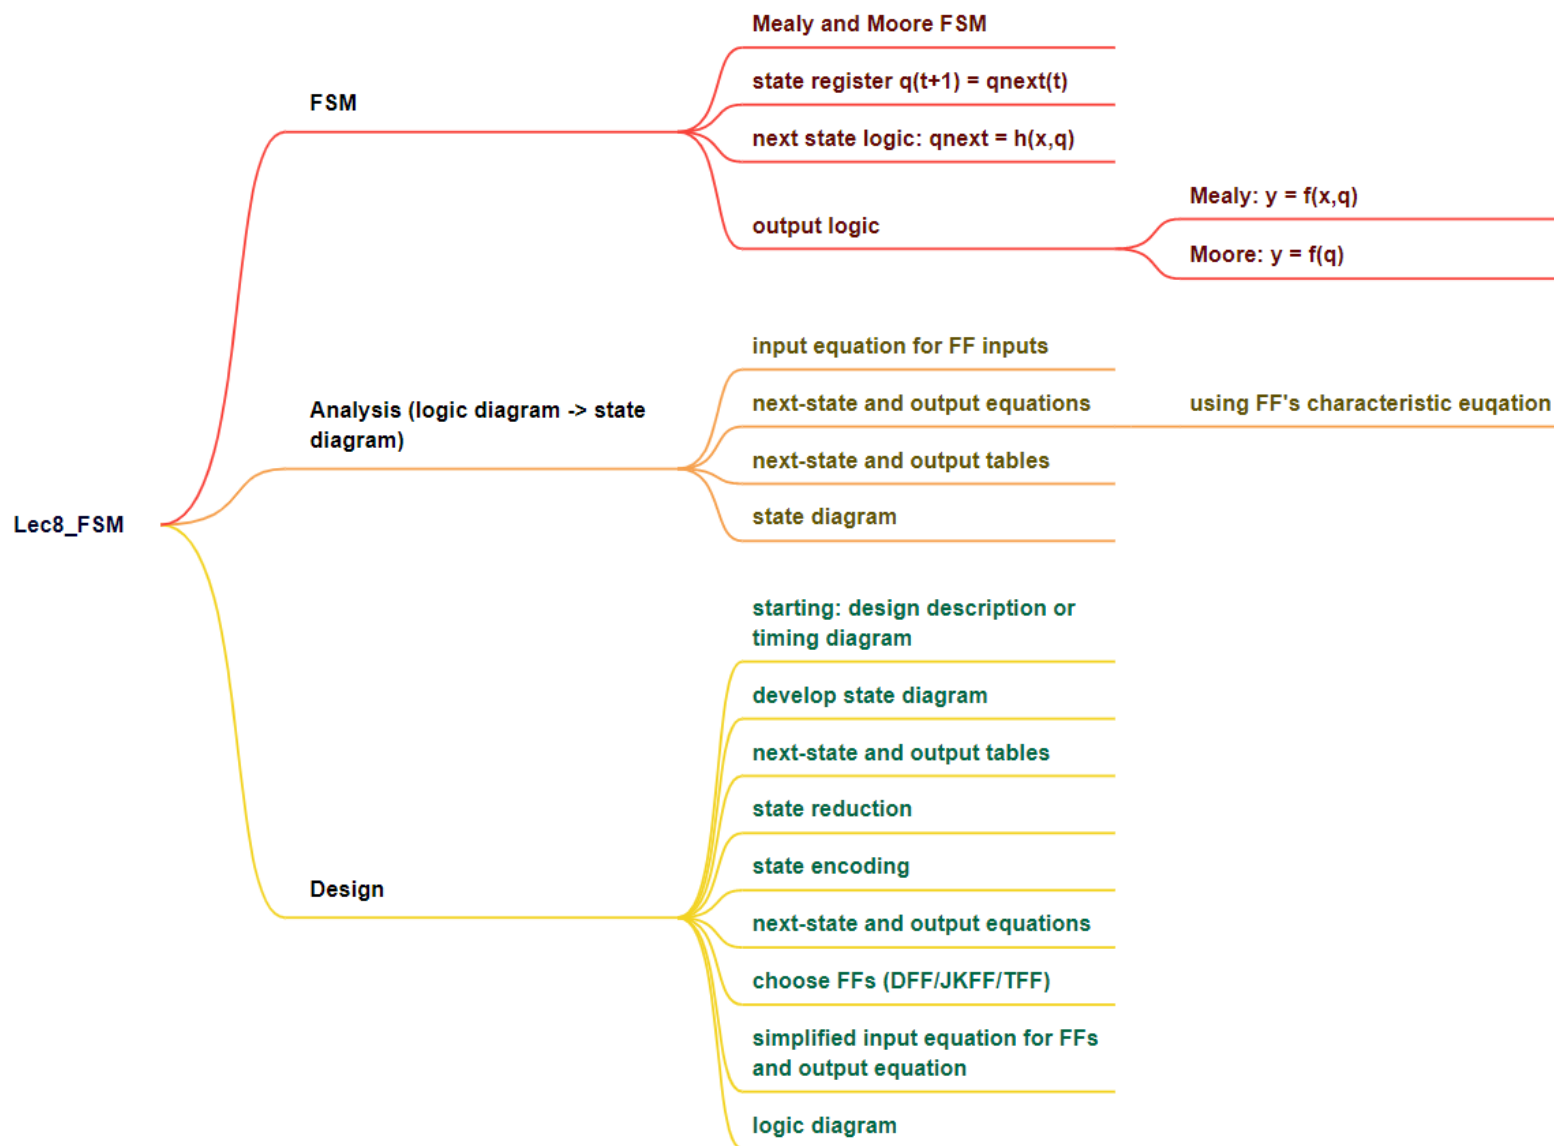 Lec8_FSM
FSM
Mealy and Moore FSM
state register q(t+1) = qnext(t)
next state logic: qnext = h(x,q)
output logic
Mealy: y = f(x,q)
Moore: y = f(q)
Analysis (logic diagram -> state
diagram)
input equation for FF inputs
next-state and output equations
using FF's characteristic euqation
next-state and output tables
state diagram
Design
starting: design description or
timing diagram
develop state diagram
next-state and output tables
state reduction
state encoding
next-state and output equations
choose FFs (DFF/JKFF/TFF)
simplified input equation for FFs
and output equation
logic diagram